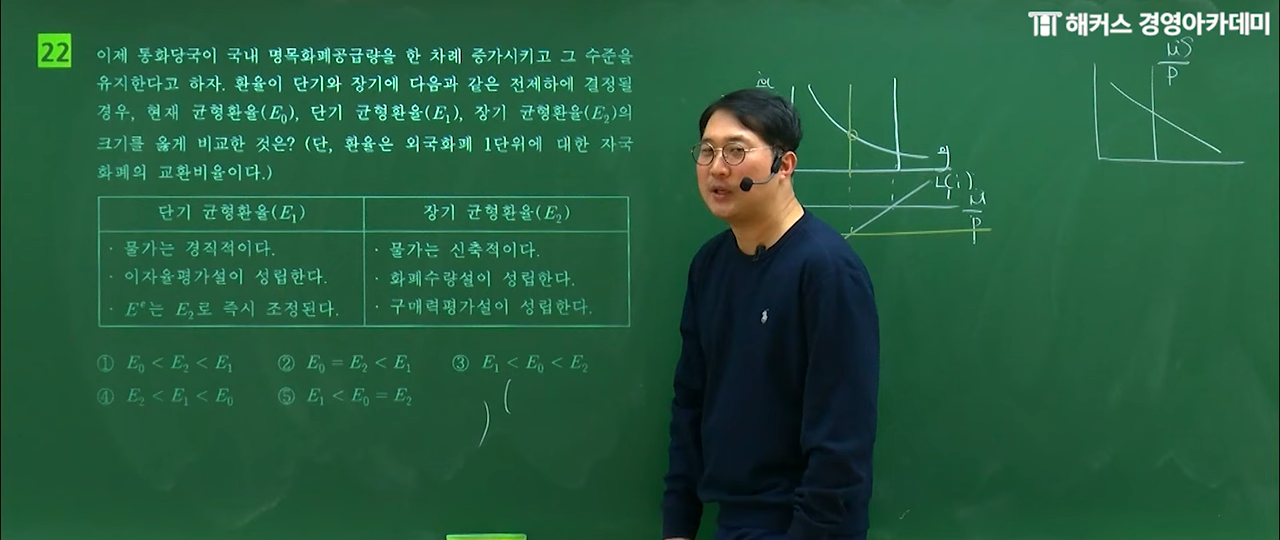 해커스 경영아카데미
22
이제 통화당국이 국내 명목화폐공급량을 한 차례 증가시키고 그 수준을
유지한다고 하자. 환율이 단기와 장기에 다음과 같은 전제하에 결정될
경우, 현재 균형환율(E₀), 단기 균형환율(E₁), 장기 균형환율(E₂)의
크기를 옳게 비교한 것은? (단, 환율은 외국화폐 1단위에 대한 자국
화폐의 교환비율이다.)
단기 균형환율(E₁)
· 물가는 경직적이다.
· 이자율평가설이 성립한다.
· Eᵉ는 E₂로 즉시 조정된다.
장기 균형환율(E₂)
· 물가는 신축적이다.
· 화폐수량설이 성립한다.
· 구매력평가설이 성립한다.
① E₀ < E₂ < E₁ ② E₀ = E₂ < E₁ ③ E₁ < E₀ < E₂
④ E₂ < E₁ < E₀ ⑤ E₁ < E₀ = E₂
L(i)
M
P
P